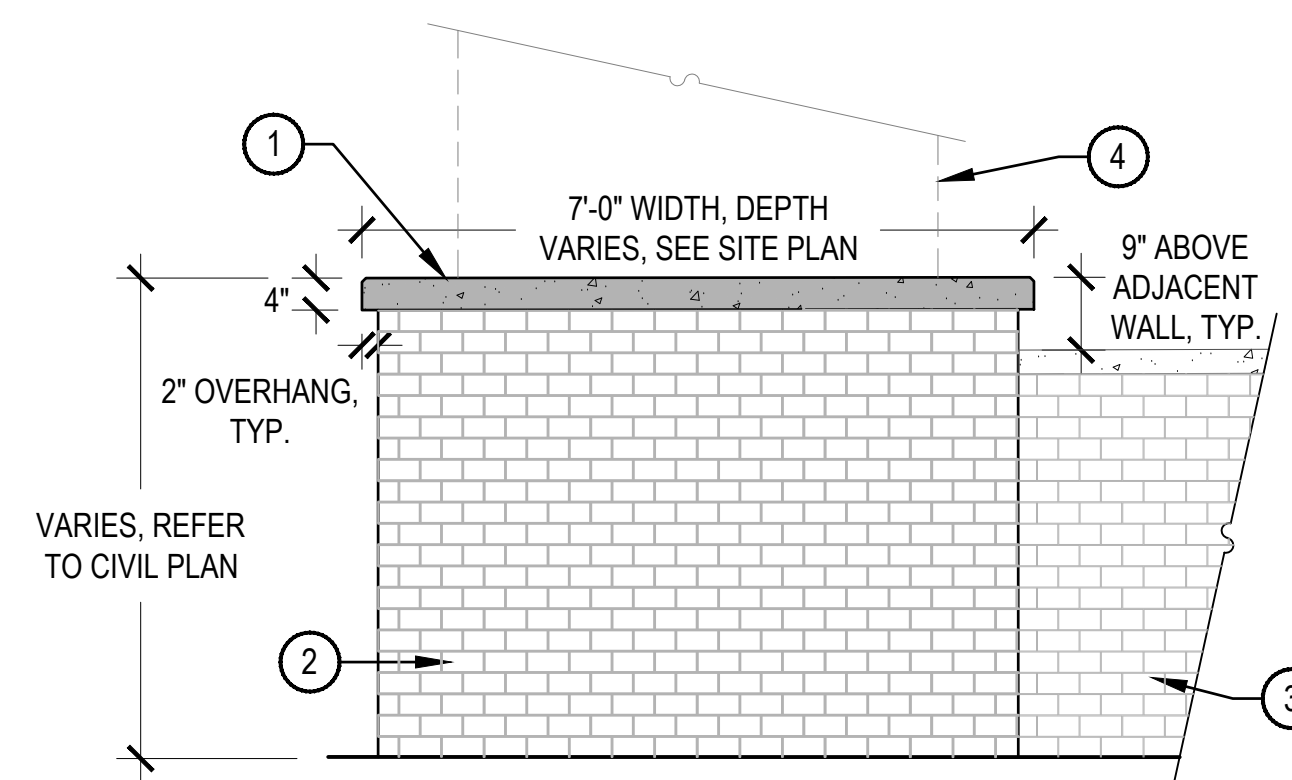 1
4
7'-0" WIDTH, DEPTH
VARIES, SEE SITE PLAN
9" ABOVE
ADJACENT
WALL, TYP.
4"
2" OVERHANG,
TYP.
VARIES, REFER
TO CIVIL PLAN
2
3